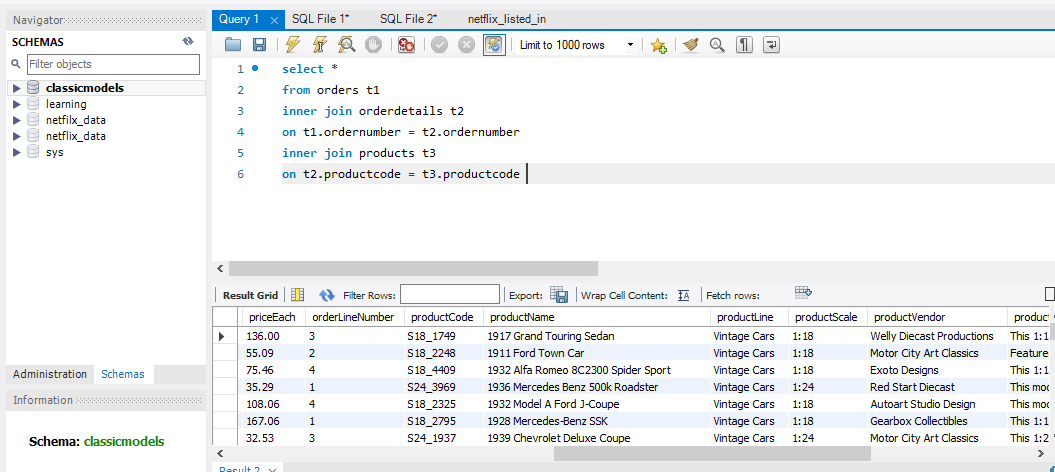 Navigator
SCHEMAS
Filter objects
classicmodels
learning
netfilx_data
netflix_data
sys
Administration Schemas
Information
Schema: classicmodels
Query 1 SQL File 1* SQL File 2* netflix_listed_in
Limit to 1000 rows
1 select *
2 from orders t1
3 inner join orderdetails t2
4 on t1.ordernumber = t2.ordernumber
5 inner join products t3
6 on t2.productcode = t3.productcode
Result Grid Filter Rows: Export: Wrap Cell Content: IA Fetch rows:
priceEach orderLineNumber productCode productName productLine productScale productVendor product
136.00 3 S18_1749 1917 Grand Touring Sedan Vintage Cars 1:18 Welly Diecast Productions This 1:1
55.09 2 S18_2248 1911 Ford Town Car Vintage Cars 1:18 Motor City Art Classics Feature
75.46 4 S18_4409 1932 Alfa Romeo 8C2300 Spider Sport Vintage Cars 1:18 Exoto Designs This 1:1
35.29 1 S24_3969 1936 Mercedes Benz 500k Roadster Vintage Cars 1:24 Red Start Diecast This mod
108.06 4 S18_2325 1932 Model A Ford J-Coupe Vintage Cars 1:18 Autoart Studio Design This mod
167.06 1 S18_2795 1928 Mercedes-Benz SSK Vintage Cars 1:18 Gearbox Collectibles This 1:1
32.53 3 S24_1937 1939 Chevrolet Deluxe Coupe Vintage Cars 1:24 Motor City Art Classics This 1:2
Result 2